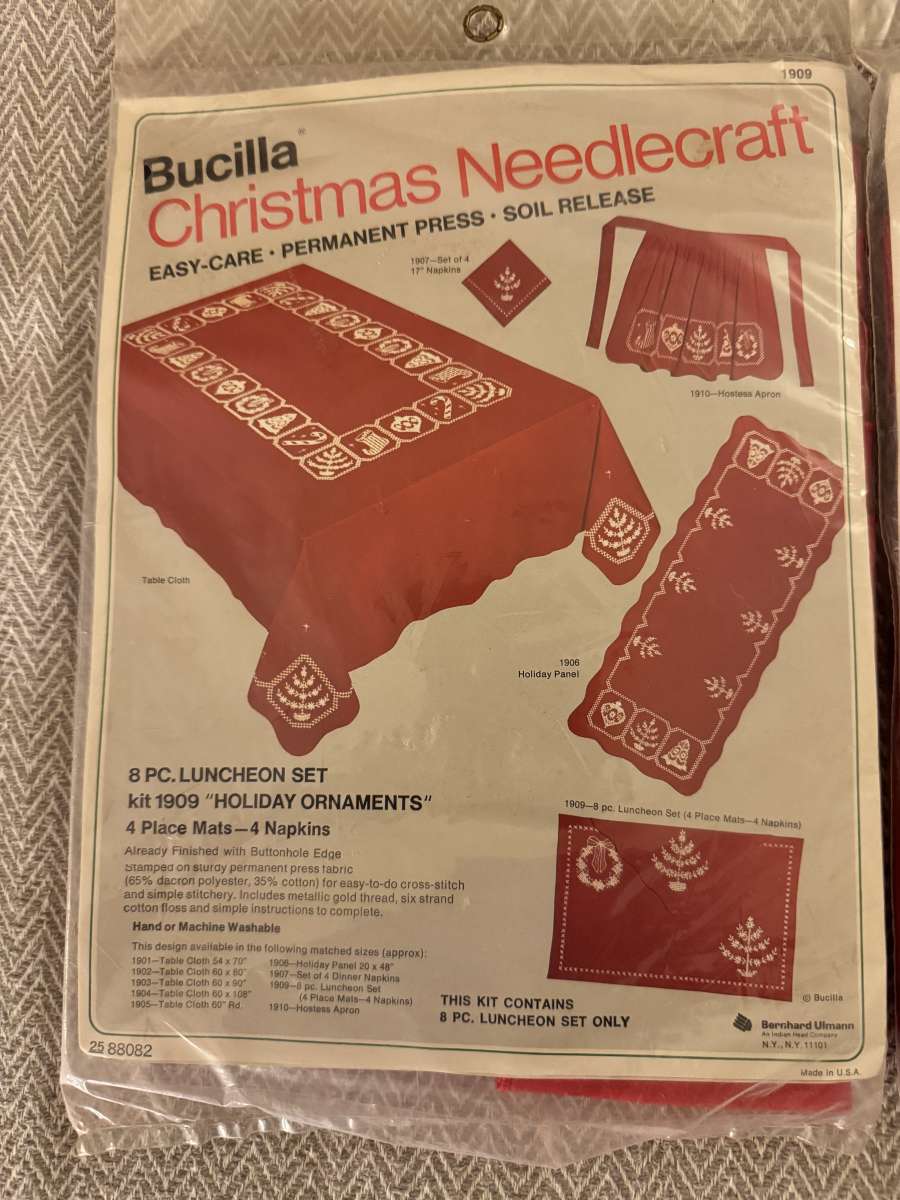 1909
Bucilla®
Christmas Needlecraft
EASY-CARE • PERMANENT PRESS • SOIL RELEASE
1907—Set of 4
17" Napkins
1910—Hostess Apron
Table Cloth
1906
Holiday Panel
8 PC. LUNCHEON SET
kit 1909 "HOLIDAY ORNAMENTS"
4 Place Mats—4 Napkins
Already Finished with Buttonhole Edge
Stamped on sturdy permanent press fabric
(65% dacron polyester, 35% cotton) for easy-to-do cross-stitch
and simple stitchery. Includes metallic gold thread, six strand
cotton floss and simple instructions to complete.
Hand or Machine Washable
This design available in the following matched sizes (approx):
1901—Table Cloth 54 x 70"
1902—Table Cloth 60 x 80"
1903—Table Cloth 60 x 90"
1904—Table Cloth 60 x 108"
1905—Table Cloth 60" Rd.
1906—Holiday Panel 20 x 48"
1907—Set of 4 Dinner Napkins
1909—8 pc. Luncheon Set
(4 Place Mats—4 Napkins)
1910—Hostess Apron
1909—8 pc. Luncheon Set (4 Place Mats—4 Napkins)
THIS KIT CONTAINS
8 PC. LUNCHEON SET ONLY
© Bucilla
Bernhard Ulmann
An Indian Head Company
N.Y., N.Y. 11101
25 88082
Made in U.S.A.